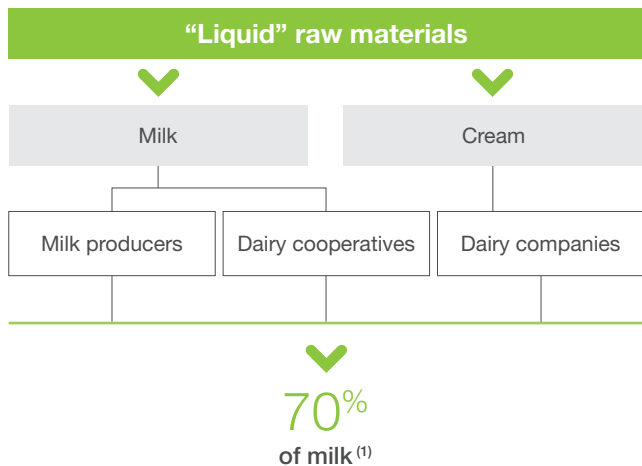 “Liquid” raw materials
Milk
Cream
Milk producers
Dairy cooperatives
Dairy companies
70%
of milk (1)